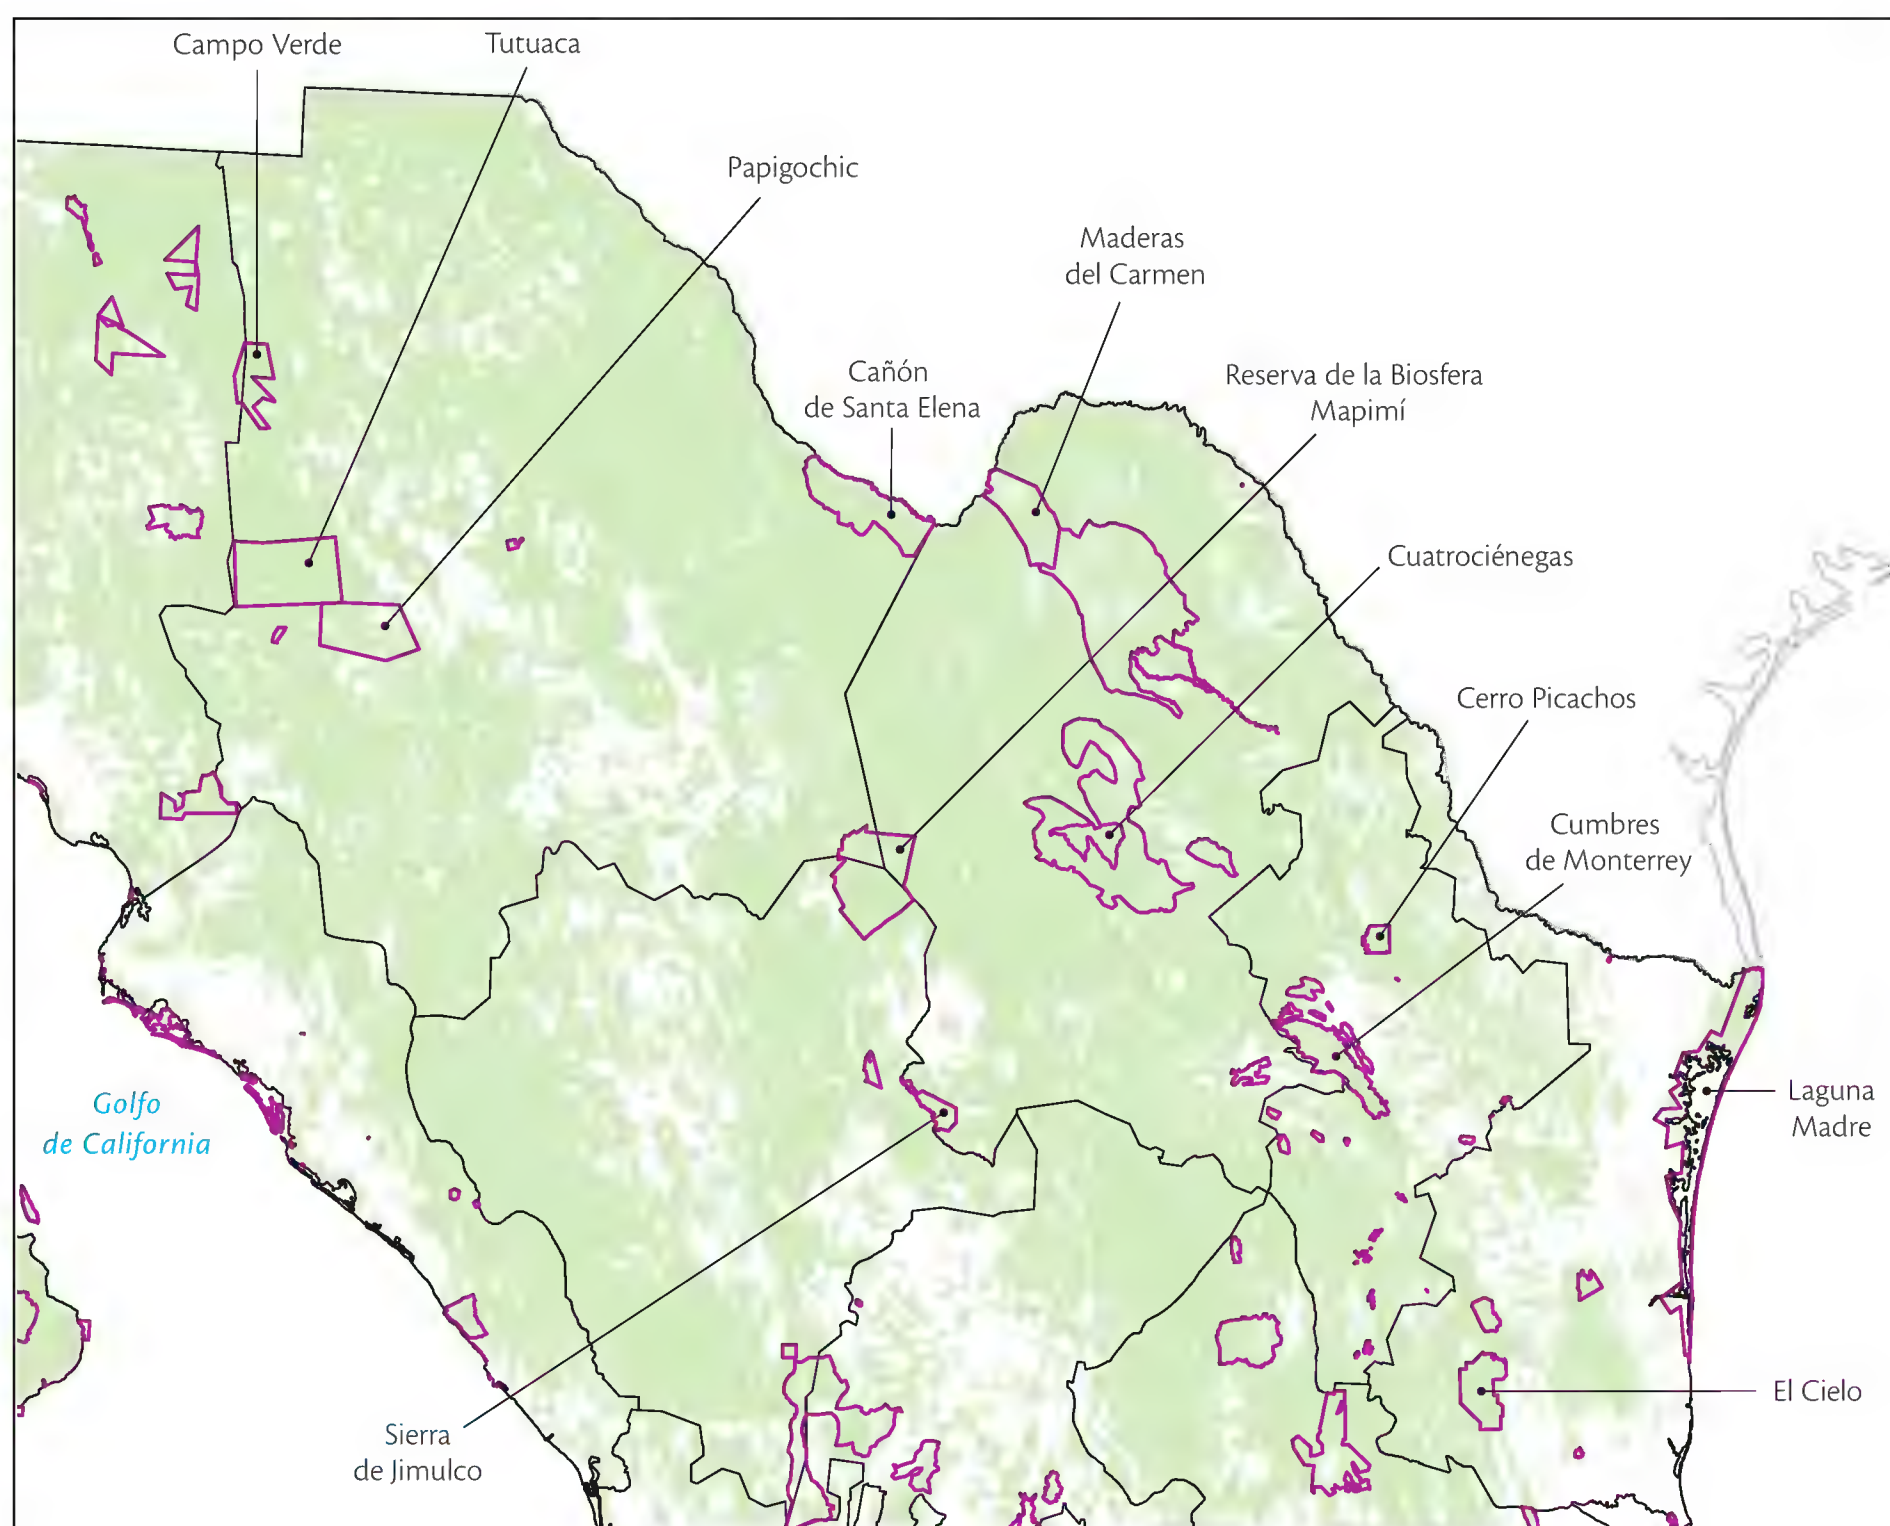 Campo Verde
Tutuaca
Papigochic
Maderas
del Carmen
Cañón
de Santa Elena
Reserva de la Biosfera
Mapimí
Cuatrociénegas
Cerro Picachos
Cumbres
de Monterrey
Golfo
de California
Laguna
Madre
El Cielo
Sierra
de Jimulco